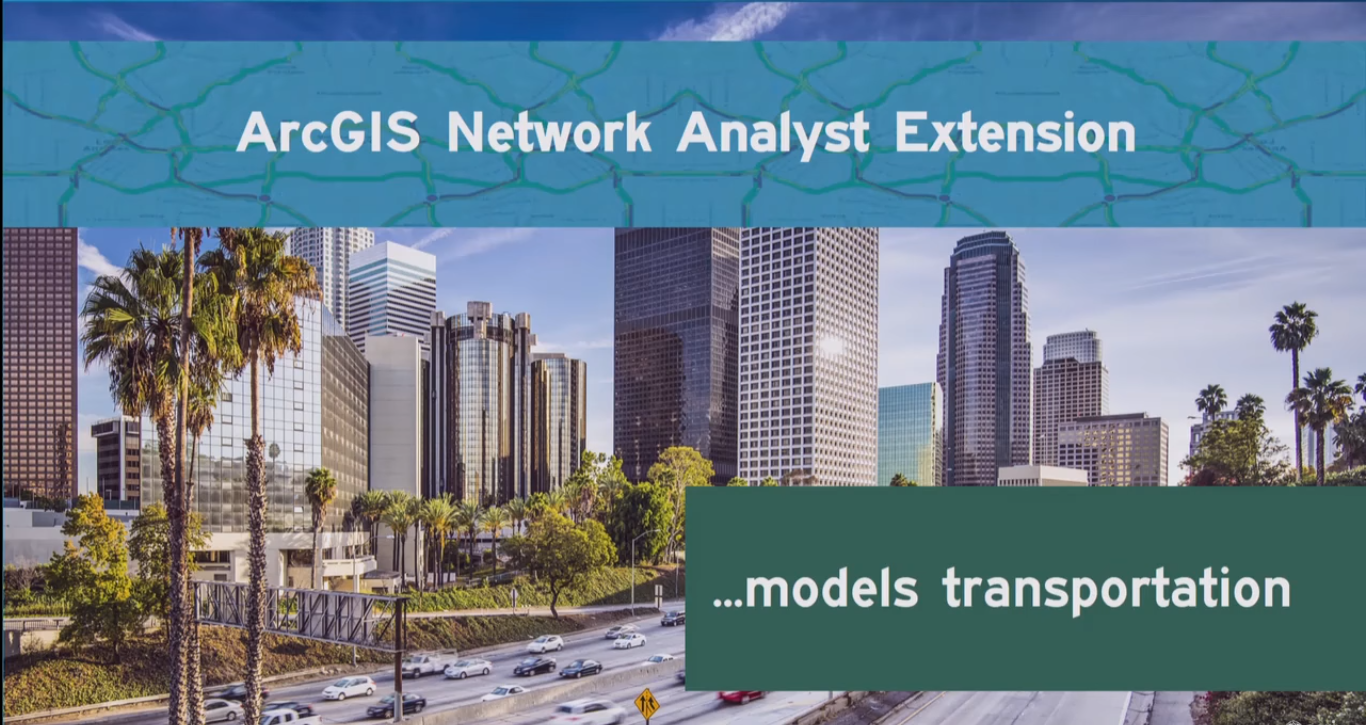 ArcGIS Network Analyst Extension
...models transportation